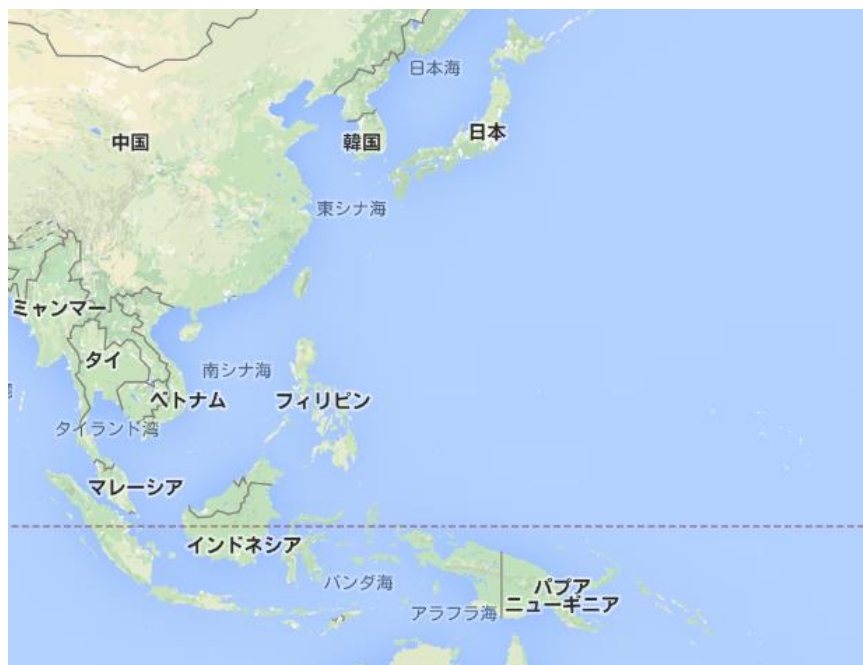 日本海
中国
韓国
日本
東シナ海
ミャンマー
タイ
南シナ海
ベトナム
フィリピン
タイランド湾
マレーシア
インドネシア
バンダ海
パプア
ニューギニア
アラフラ海